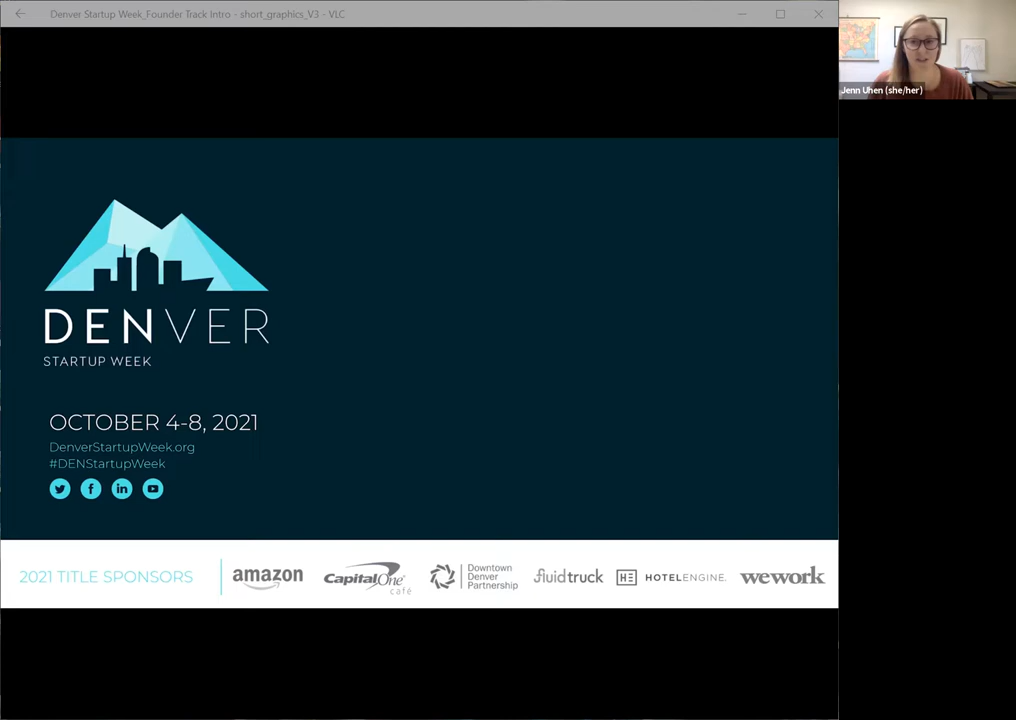 Denver Startup Week_Founder Track Intro - short_graphics_V3 - VLC
Jenn Uhen (she/her)
DENVER
STARTUP WEEK
OCTOBER 4-8, 2021
DenverStartupWeek.org
#DENStartupWeek
2021 TITLE SPONSORS
amazon
Capital One
café
Downtown
Denver
Partnership
fluidtruck
HE HOTELENGINE.
wework